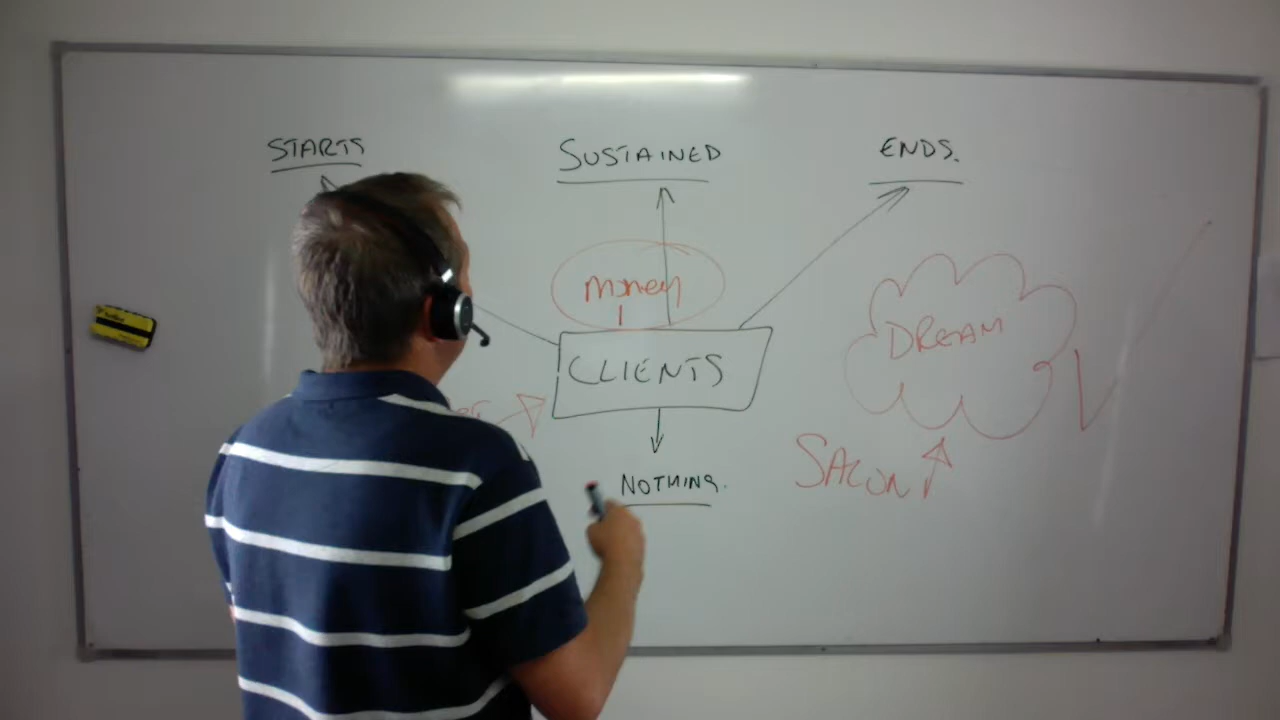 STARTS
SUSTAINED
ENDS.
money
DREAM
CLIENTS
SALON
NOTHING.